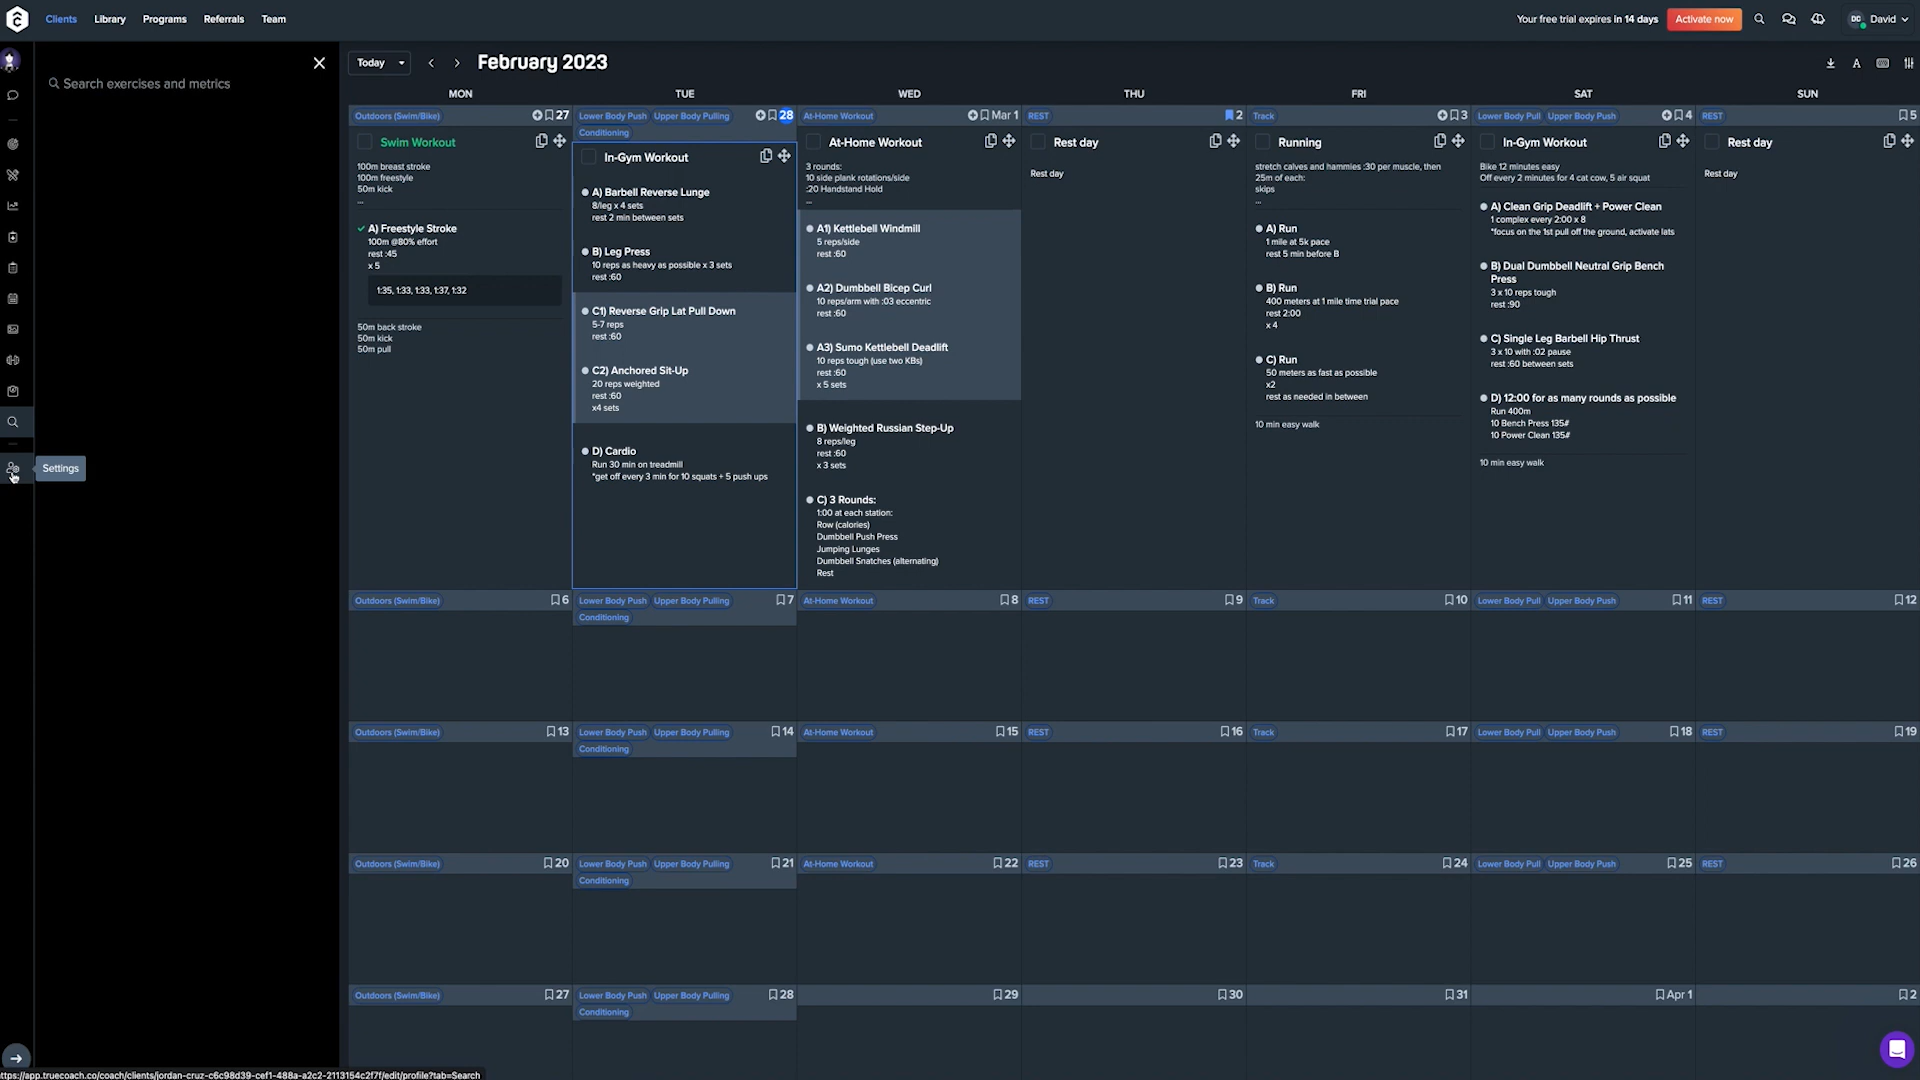 Clients Library Programs Referrals Team
Your free trial expires in 14 days Activate now DC David
Search exercises and metrics
Today February 2023
MON TUE WED THU FRI SAT SUN
Outdoors (Swim/Bike) 27
Swim Workout
100m breast stroke
100m freestyle
50m kick
...
A) Freestyle Stroke
100m @80% effort
rest :45
x 5
1:35, 1:33, 1:33, 1:37, 1:32
50m back stroke
50m kick
50m pull
Lower Body Push Upper Body Pulling 28
Conditioning
In-Gym Workout
A) Barbell Reverse Lunge
8/leg x 4 sets
rest 2 min between sets
B) Leg Press
10 reps as heavy as possible x 3 sets
rest :60
C1) Reverse Grip Lat Pull Down
5-7 reps
rest :60
C2) Anchored Sit-Up
20 reps weighted
rest :60
x4 sets
D) Cardio
Run 30 min on treadmill
*get off every 3 min for 10 squats + 5 push ups
At-Home Workout Mar 1
At-Home Workout
3 rounds:
10 side plank rotations/side
:20 Handstand Hold
...
A1) Kettlebell Windmill
5 reps/side
rest :60
A2) Dumbbell Bicep Curl
10 reps/arm with :03 eccentric
rest :60
A3) Sumo Kettlebell Deadlift
10 reps tough (use two KBs)
rest :60
x 5 sets
B) Weighted Russian Step-Up
8 reps/leg
rest :60
x 3 sets
C) 3 Rounds:
1:00 at each station:
Row (calories)
Dumbbell Push Press
Jumping Lunges
Dumbbell Snatches (alternating)
Rest
REST 2
Rest day
Rest day
Track 3
Running
stretch calves and hammies :30 per muscle, then
25m of each:
skips
...
A) Run
1 mile at 5k pace
rest 5 min before B
B) Run
400 meters at 1 mile time trial pace
rest 2:00
x 4
C) Run
50 meters as fast as possible
x2
rest as needed in between
10 min easy walk
Lower Body Pull Upper Body Push 4
In-Gym Workout
Bike 12 minutes easy
Off every 2 minutes for 4 cat cow, 5 air squat
A) Clean Grip Deadlift + Power Clean
1 complex every 2:00 x 8
*focus on the 1st pull off the ground, activate lats
B) Dual Dumbbell Neutral Grip Bench
Press
3 x 10 reps tough
rest :90
C) Single Leg Barbell Hip Thrust
3 x 10 with :02 pause
rest :60 between sets
D) 12:00 for as many rounds as possible
Run 400m
10 Bench Press 135#
10 Power Clean 135#
10 min easy walk
REST 5
Rest day
Rest day
Settings
Outdoors (Swim/Bike) 6 Lower Body Push Upper Body Pulling 7 At-Home Workout 8 REST 9 Track 10 Lower Body Pull Upper Body Push 11 REST 12
Conditioning
Outdoors (Swim/Bike) 13 Lower Body Push Upper Body Pulling 14 At-Home Workout 15 REST 16 Track 17 Lower Body Pull Upper Body Push 18 REST 19
Conditioning
Outdoors (Swim/Bike) 20 Lower Body Push Upper Body Pulling 21 At-Home Workout 22 REST 23 Track 24 Lower Body Pull Upper Body Push 25 REST 26
Conditioning
Outdoors (Swim/Bike) 27 Lower Body Push Upper Body Pulling 28 29 30 31 Apr 1 2
Conditioning
ttps://app.truecoach.co/coach/clients/jordan-cruz-c6c98d39-cef1-488a-a2c2-2113154c2f7f/edit/profile?tab=Search